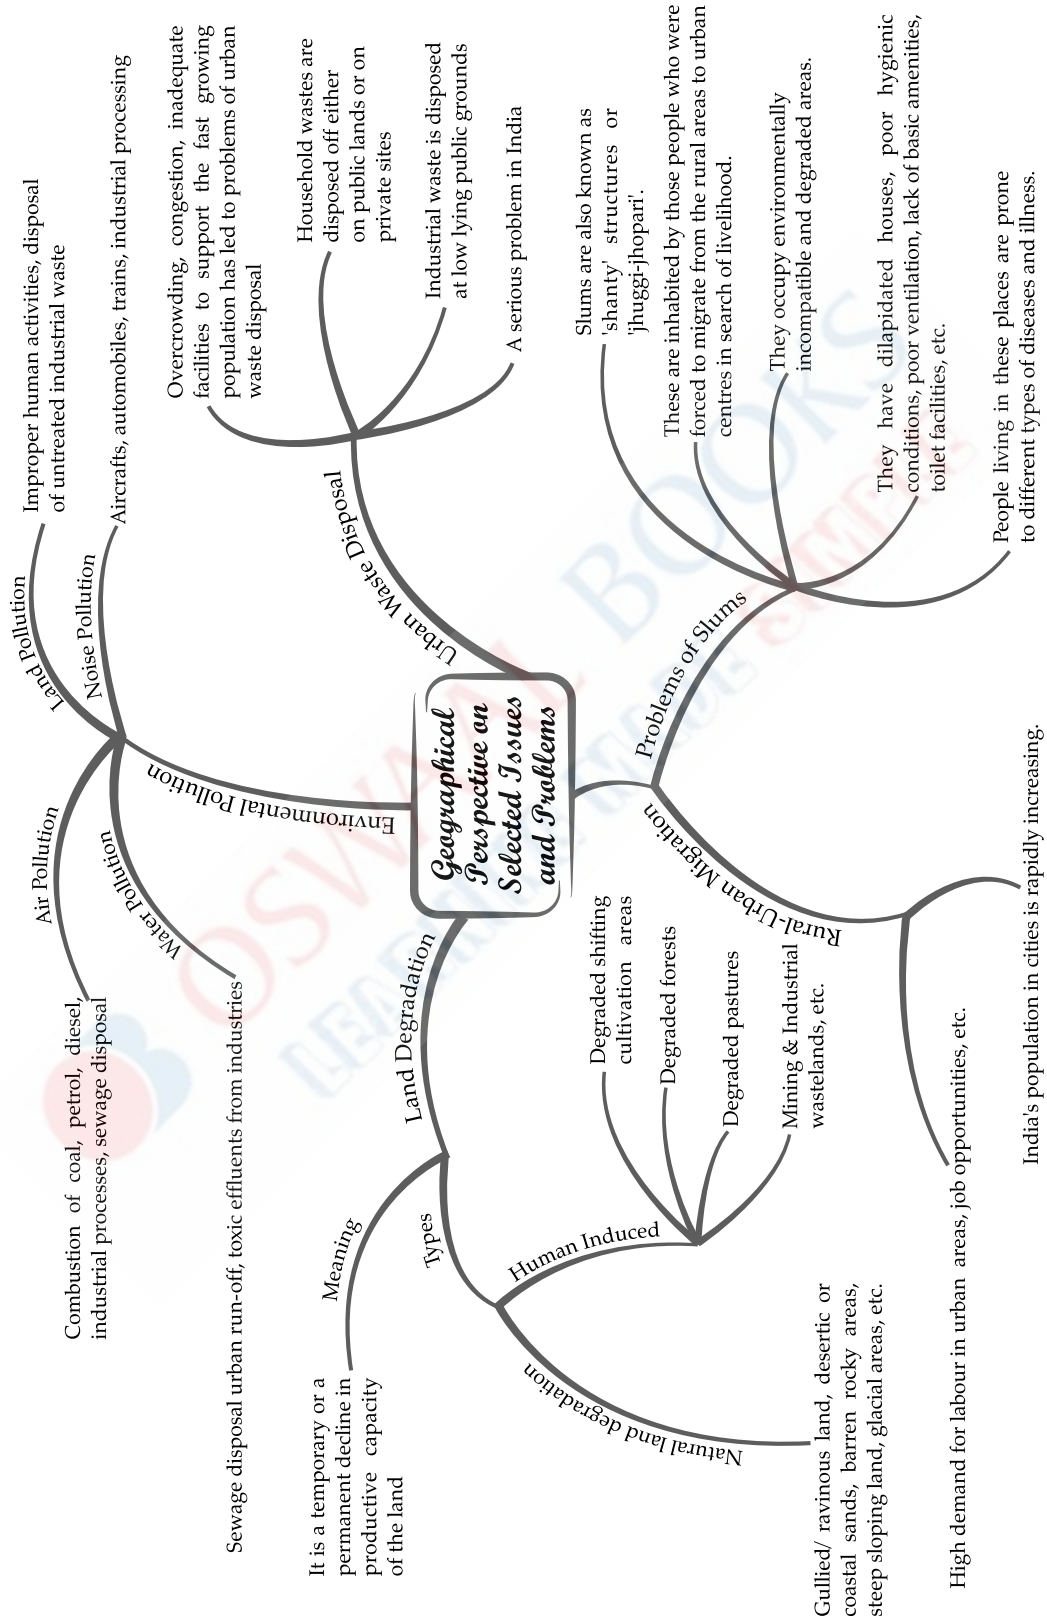 Geographical
Perspective on
Selected Issues
and Problems
Environmental Pollution
Land Pollution
Improper human activities, disposal
of untreated industrial waste
Noise Pollution
Aircrafts, automobiles, trains, industrial processing
Air Pollution
Combustion of coal, petrol, diesel,
industrial processes, sewage disposal
Water Pollution
Sewage disposal urban run-off, toxic effluents from industries
Urban Waste Disposal
Overcrowding, congestion, inadequate
facilities to support the fast growing
population has led to problems of urban
waste disposal
Household wastes are
disposed off either
on public lands or on
private sites
Industrial waste is disposed
at low lying public grounds
A serious problem in India
Land Degradation
Meaning
It is a temporary or a
permanent decline in
productive capacity
of the land
Types
Human Induced
Degraded shifting
cultivation areas
Degraded forests
Degraded pastures
Mining & Industrial
wastelands, etc.
Natural land degradation
Gullied/ ravinous land, desertic or
coastal sands, barren rocky areas,
steep sloping land, glacial areas, etc.
Problems of Slums
Slums are also known as
'shanty' structures or
'jhuggi-jhopari'.
These are inhabited by those people who were
forced to migrate from the rural areas to urban
centres in search of livelihood.
They occupy environmentally
incompatible and degraded areas.
They have dilapidated houses, poor hygienic
conditions, poor ventilation, lack of basic amenities,
toilet facilities, etc.
People living in these places are prone
to different types of diseases and illness.
Rural-Urban Migration
High demand for labour in urban areas, job opportunities, etc.
India's population in cities is rapidly increasing.
OSWAAL BOOKS
LEARNING MADE SIMPLE